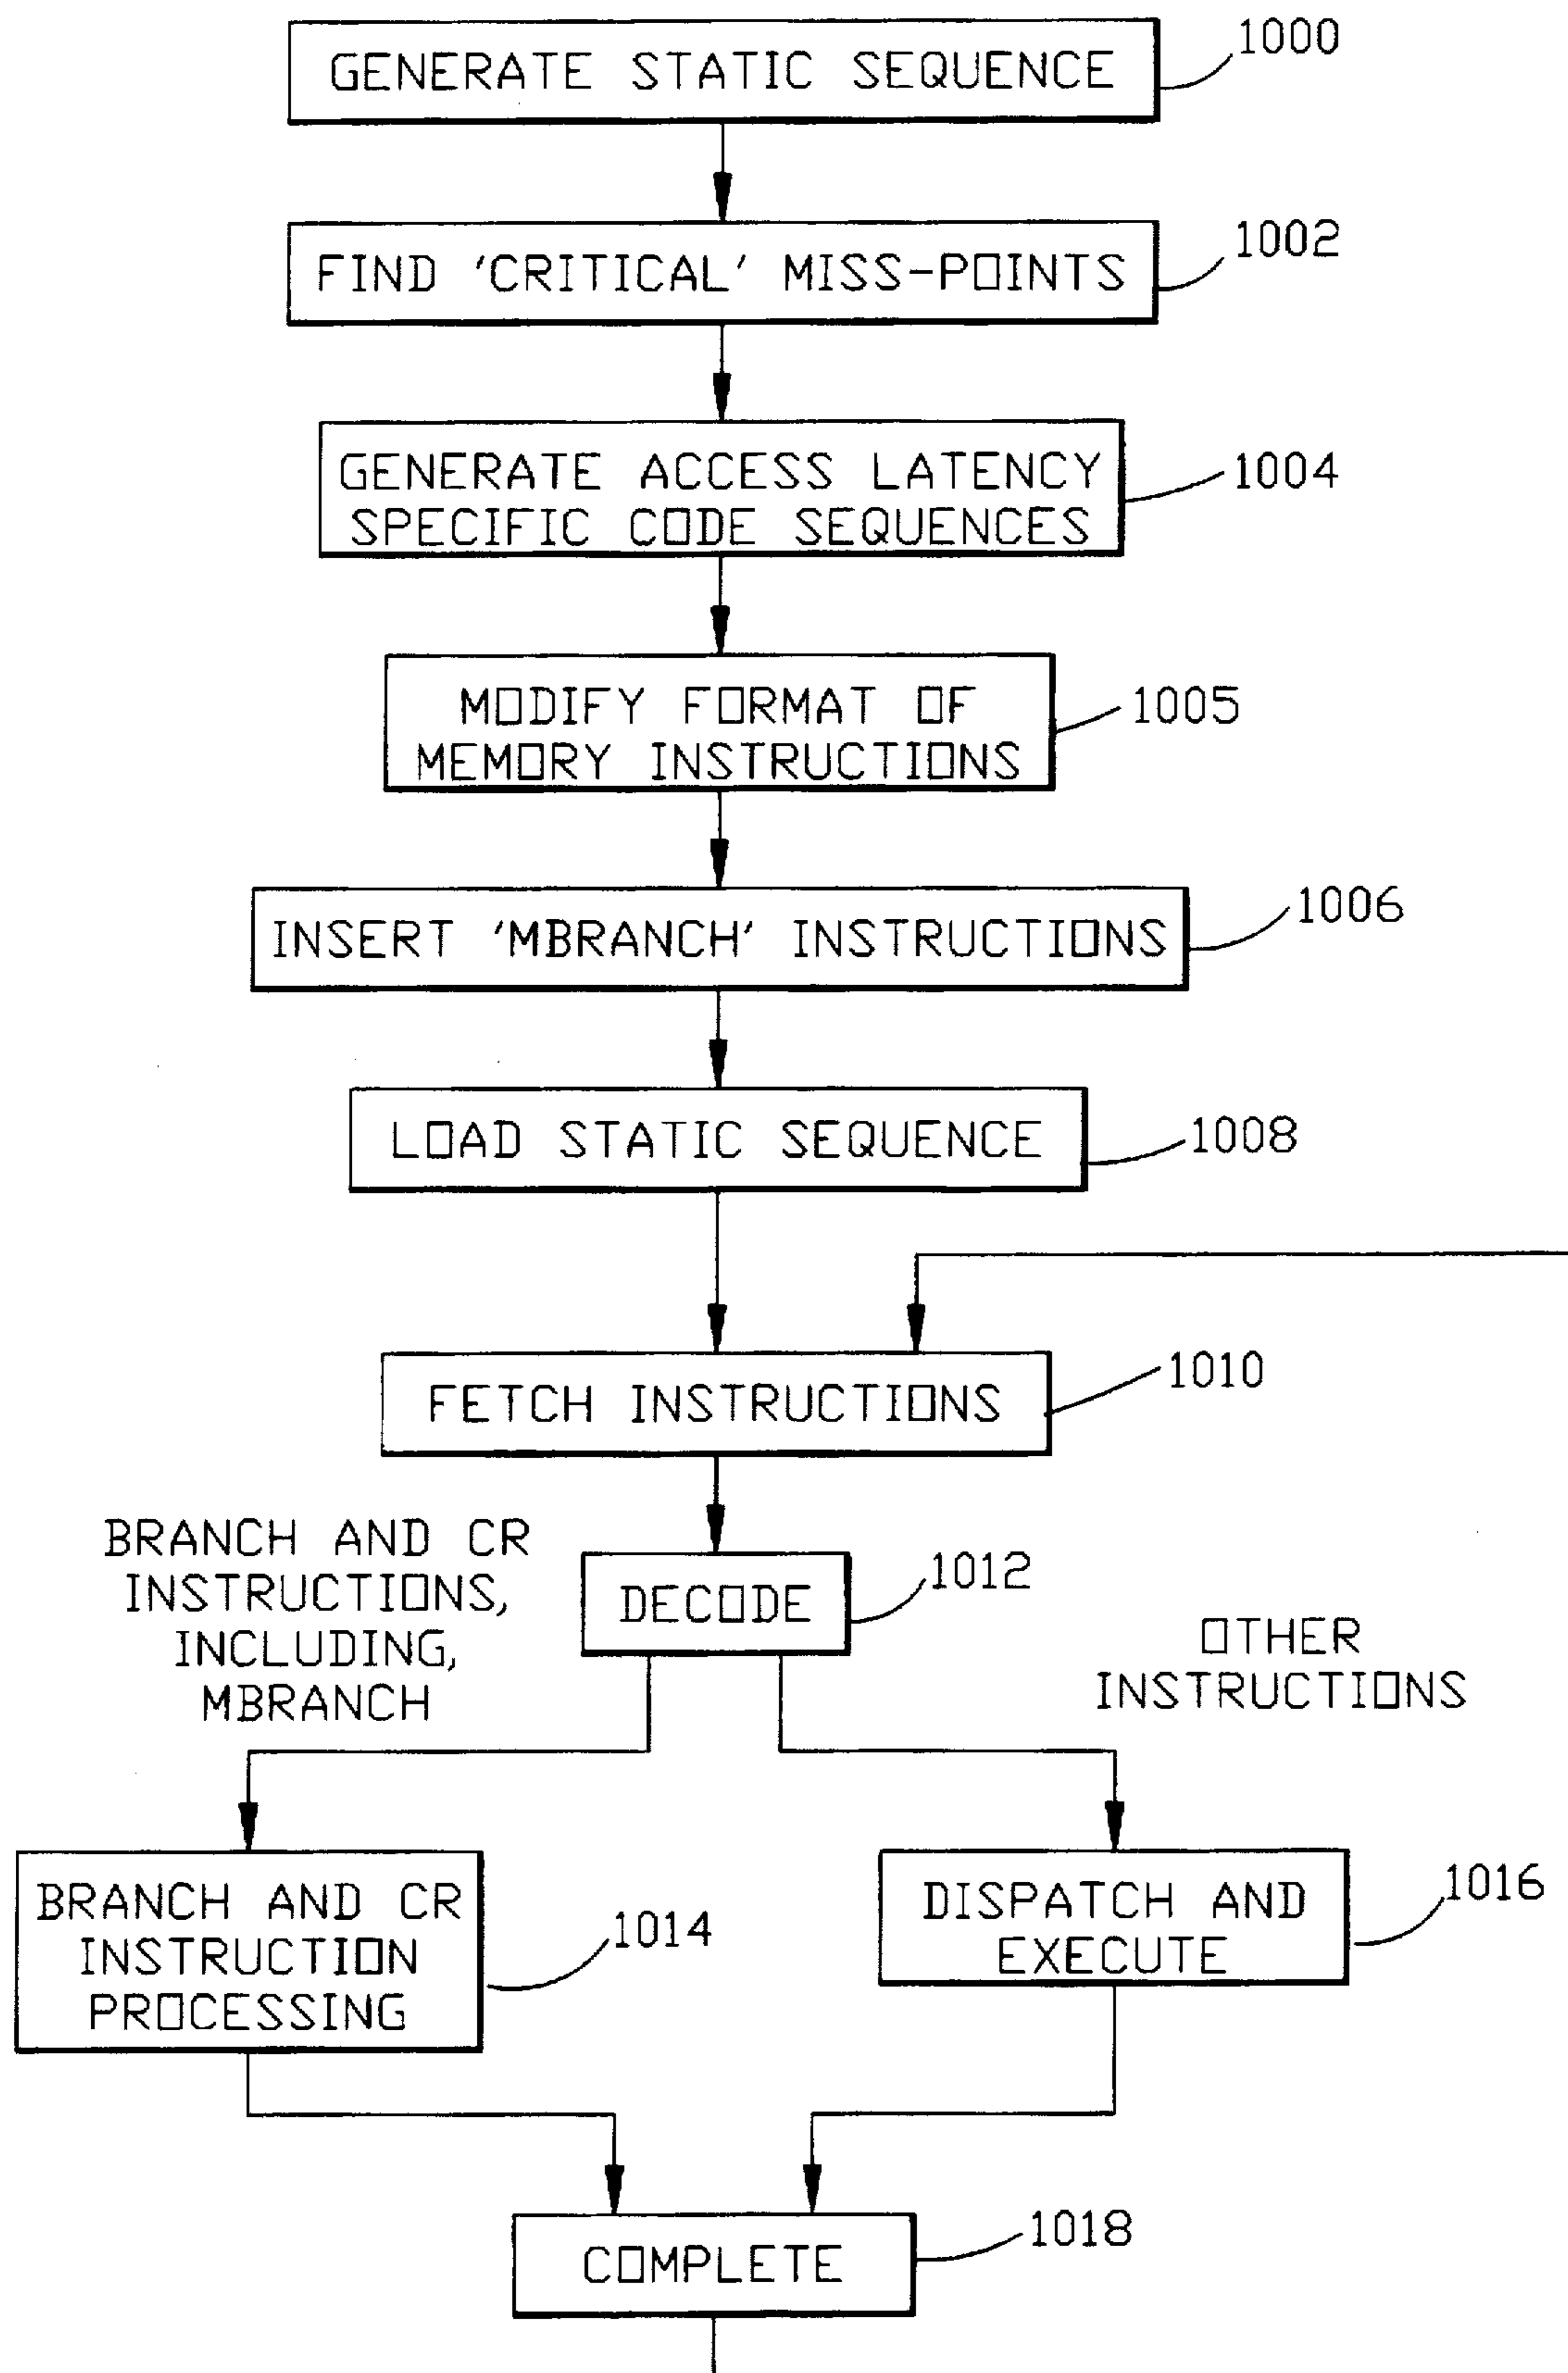 GENERATE STATIC SEQUENCE
1000
FIND 'CRITICAL' MISS-POINTS
1002
GENERATE ACCESS LATENCY
SPECIFIC CODE SEQUENCES
1004
MODIFY FORMAT OF
MEMORY INSTRUCTIONS
1005
INSERT 'MBRANCH' INSTRUCTIONS
1006
LOAD STATIC SEQUENCE
1008
FETCH INSTRUCTIONS
1010
BRANCH AND CR
INSTRUCTIONS,
INCLUDING,
MBRANCH
DECODE
1012
OTHER
INSTRUCTIONS
BRANCH AND CR
INSTRUCTION
PROCESSING
1014
DISPATCH AND
EXECUTE
1016
COMPLETE
1018